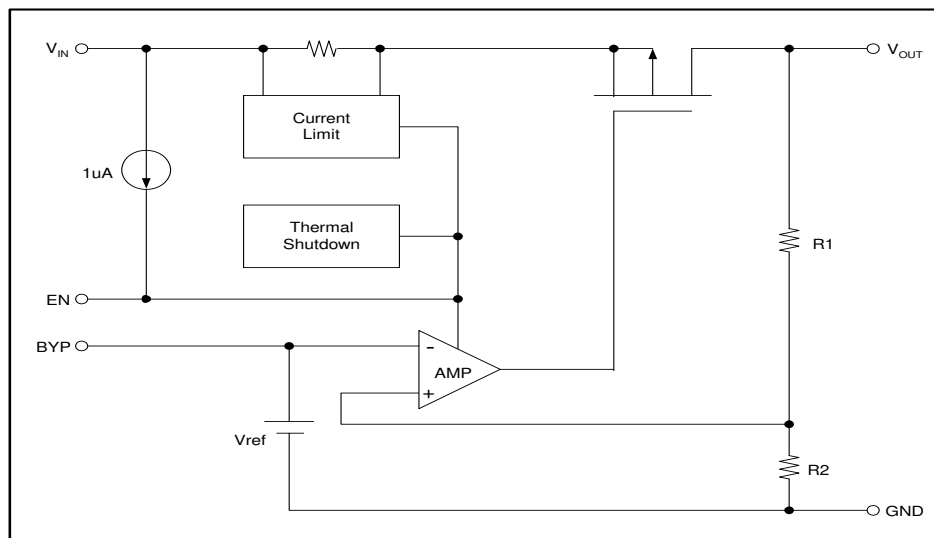 VIN
VOUT
Current
Limit
1uA
Thermal
Shutdown
R1
EN
BYP
-
AMP
+
Vref
R2
GND